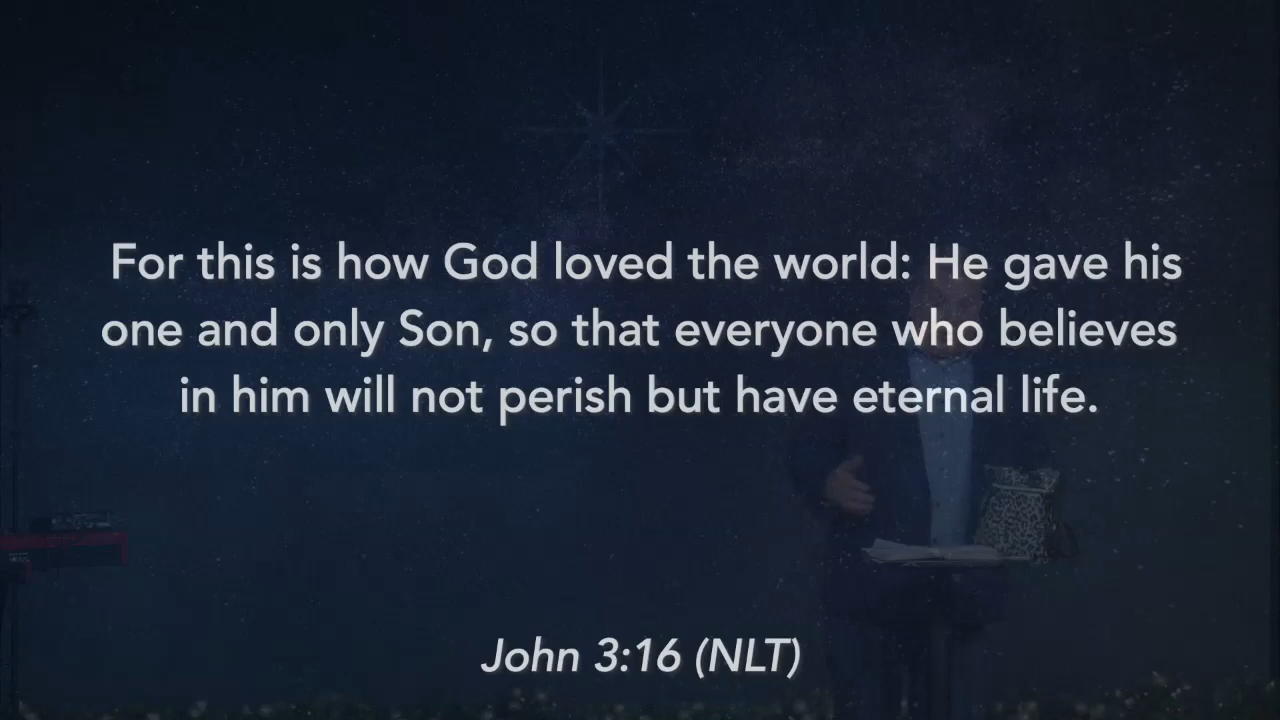 For this is how God loved the world: He gave his
one and only Son, so that everyone who believes
in him will not perish but have eternal life.
John 3:16 (NLT)